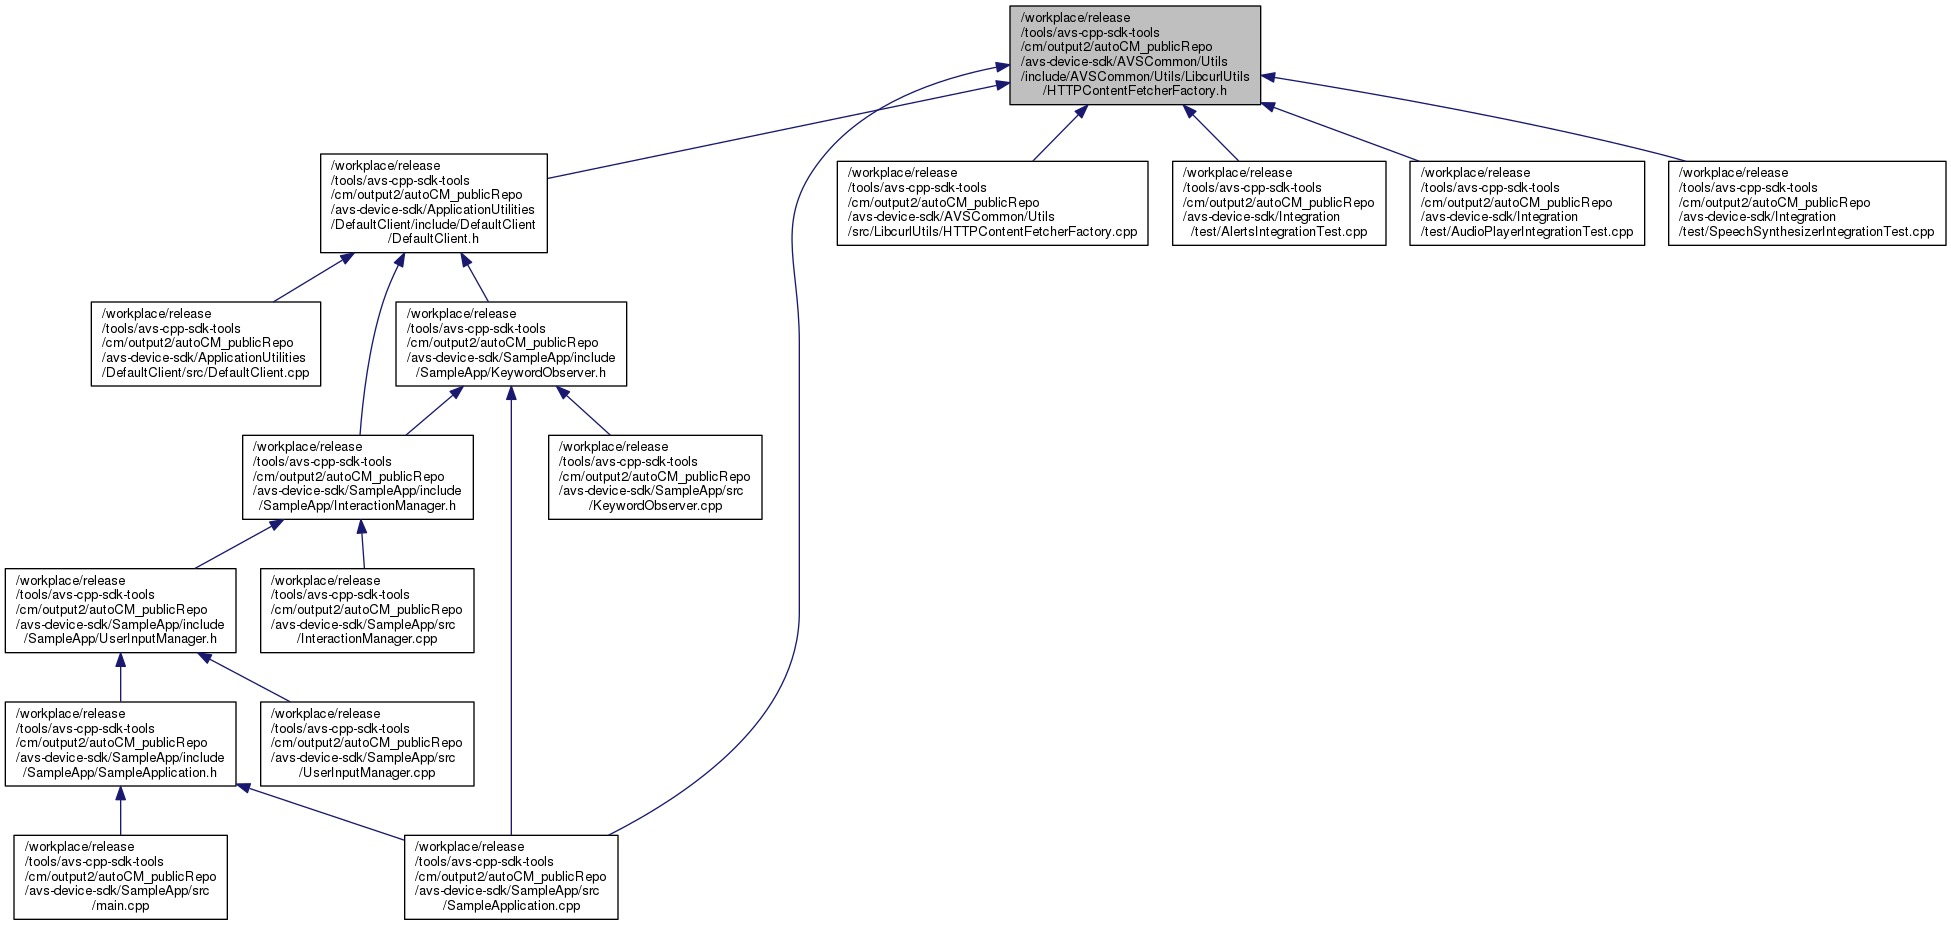 /workplace/release
/tools/avs-cpp-sdk-tools
/cm/output2/autoCM_publicRepo
/avs-device-sdk/AVSCommon/Utils
/include/AVSCommon/Utils/LibcurlUtils
/HTTPContentFetcherFactory.h
/workplace/release
/tools/avs-cpp-sdk-tools
/cm/output2/autoCM_publicRepo
/avs-device-sdk/ApplicationUtilities
/DefaultClient/include/DefaultClient
/DefaultClient.h
/workplace/release
/tools/avs-cpp-sdk-tools
/cm/output2/autoCM_publicRepo
/avs-device-sdk/AVSCommon/Utils
/src/LibcurlUtils/HTTPContentFetcherFactory.cpp
/workplace/release
/tools/avs-cpp-sdk-tools
/cm/output2/autoCM_publicRepo
/avs-device-sdk/Integration
/test/AlertsIntegrationTest.cpp
/workplace/release
/tools/avs-cpp-sdk-tools
/cm/output2/autoCM_publicRepo
/avs-device-sdk/Integration
/test/AudioPlayerIntegrationTest.cpp
/workplace/release
/tools/avs-cpp-sdk-tools
/cm/output2/autoCM_publicRepo
/avs-device-sdk/Integration
/test/SpeechSynthesizerIntegrationTest.cpp
/workplace/release
/tools/avs-cpp-sdk-tools
/cm/output2/autoCM_publicRepo
/avs-device-sdk/ApplicationUtilities
/DefaultClient/src/DefaultClient.cpp
/workplace/release
/tools/avs-cpp-sdk-tools
/cm/output2/autoCM_publicRepo
/avs-device-sdk/SampleApp/include
/SampleApp/KeywordObserver.h
/workplace/release
/tools/avs-cpp-sdk-tools
/cm/output2/autoCM_publicRepo
/avs-device-sdk/SampleApp/include
/SampleApp/InteractionManager.h
/workplace/release
/tools/avs-cpp-sdk-tools
/cm/output2/autoCM_publicRepo
/avs-device-sdk/SampleApp/src
/KeywordObserver.cpp
/workplace/release
/tools/avs-cpp-sdk-tools
/cm/output2/autoCM_publicRepo
/avs-device-sdk/SampleApp/include
/SampleApp/UserInputManager.h
/workplace/release
/tools/avs-cpp-sdk-tools
/cm/output2/autoCM_publicRepo
/avs-device-sdk/SampleApp/src
/InteractionManager.cpp
/workplace/release
/tools/avs-cpp-sdk-tools
/cm/output2/autoCM_publicRepo
/avs-device-sdk/SampleApp/include
/SampleApp/SampleApplication.h
/workplace/release
/tools/avs-cpp-sdk-tools
/cm/output2/autoCM_publicRepo
/avs-device-sdk/SampleApp/src
/UserInputManager.cpp
/workplace/release
/tools/avs-cpp-sdk-tools
/cm/output2/autoCM_publicRepo
/avs-device-sdk/SampleApp/src
/main.cpp
/workplace/release
/tools/avs-cpp-sdk-tools
/cm/output2/autoCM_publicRepo
/avs-device-sdk/SampleApp/src
/SampleApplication.cpp